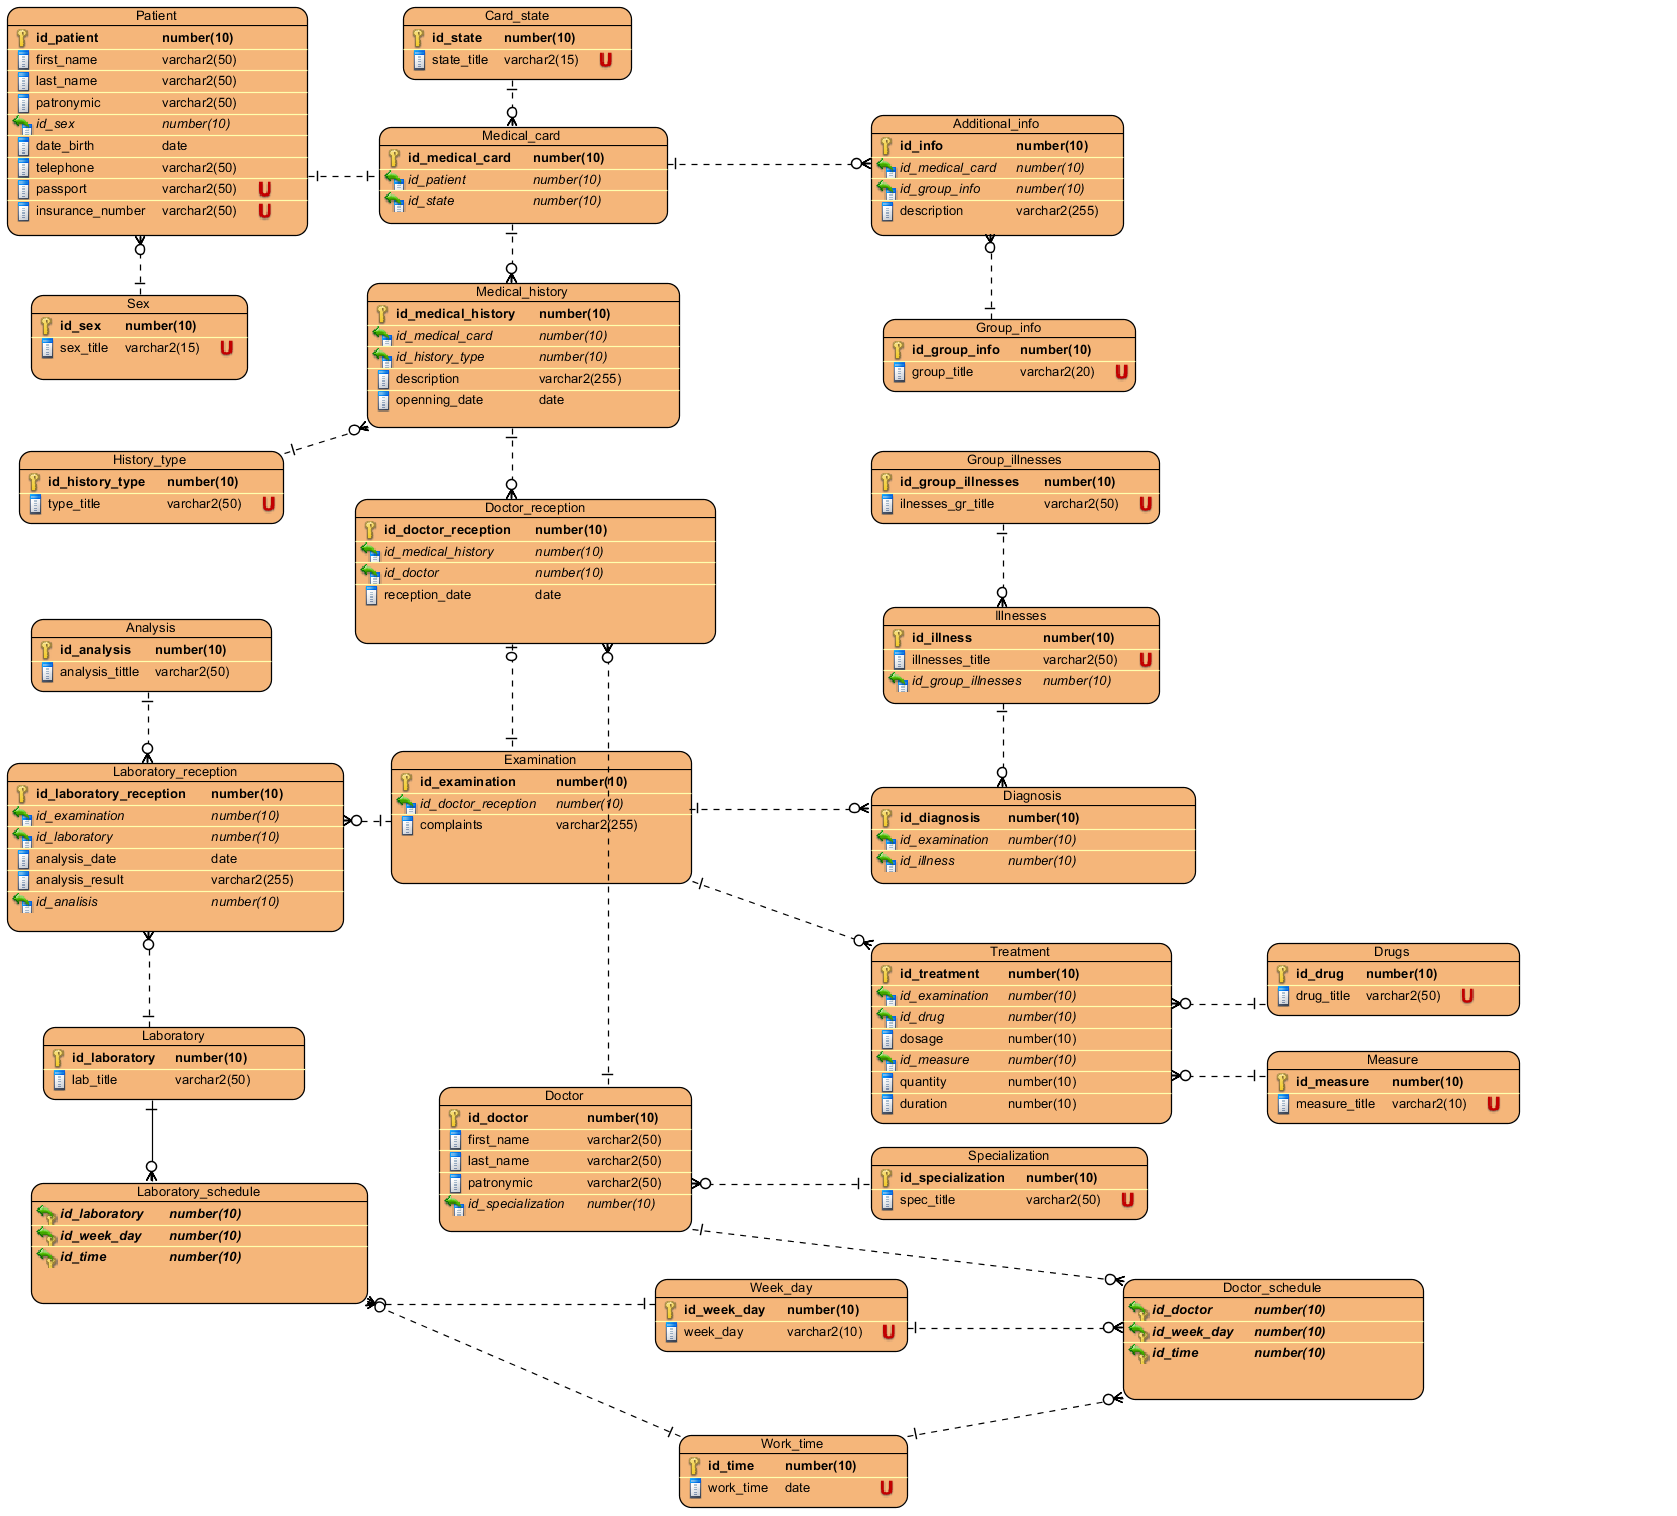 Patient
id_patient number(10)
first_name varchar2(50)
last_name varchar2(50)
patronymic varchar2(50)
id_sex number(10)
date_birth date
telephone varchar2(50)
passport varchar2(50) U
insurance_number varchar2(50) U
Card_state
id_state number(10)
state_title varchar2(15) U
Medical_card
id_medical_card number(10)
id_patient number(10)
id_state number(10)
Additional_info
id_info number(10)
id_medical_card number(10)
id_group_info number(10)
description varchar2(255)
Sex
id_sex number(10)
sex_title varchar2(15) U
Medical_history
id_medical_history number(10)
id_medical_card number(10)
id_history_type number(10)
description varchar2(255)
openning_date date
Group_info
id_group_info number(10)
group_title varchar2(20) U
History_type
id_history_type number(10)
type_title varchar2(50) U
Group_illnesses
id_group_illnesses number(10)
ilnesses_gr_title varchar2(50) U
Doctor_reception
id_doctor_reception number(10)
id_medical_history number(10)
id_doctor number(10)
reception_date date
Illnesses
id_illness number(10)
illnesses_title varchar2(50) U
id_group_illnesses number(10)
Analysis
id_analysis number(10)
analysis_tittle varchar2(50)
Laboratory_reception
id_laboratory_reception number(10)
id_examination number(10)
id_laboratory number(10)
analysis_date date
analysis_result varchar2(255)
id_analisis number(10)
Examination
id_examination number(10)
id_doctor_reception number(10)
complaints varchar2(255)
Diagnosis
id_diagnosis number(10)
id_examination number(10)
id_illness number(10)
Treatment
id_treatment number(10)
id_examination number(10)
id_drug number(10)
dosage number(10)
id_measure number(10)
quantity number(10)
duration number(10)
Drugs
id_drug number(10)
drug_title varchar2(50) U
Measure
id_measure number(10)
measure_title varchar2(10) U
Laboratory
id_laboratory number(10)
lab_title varchar2(50)
Doctor
id_doctor number(10)
first_name varchar2(50)
last_name varchar2(50)
patronymic varchar2(50)
id_specialization number(10)
Specialization
id_specialization number(10)
spec_title varchar2(50) U
Laboratory_schedule
id_laboratory number(10)
id_week_day number(10)
id_time number(10)
Week_day
id_week_day number(10)
week_day varchar2(10) U
Doctor_schedule
id_doctor number(10)
id_week_day number(10)
id_time number(10)
Work_time
id_time number(10)
work_time date U